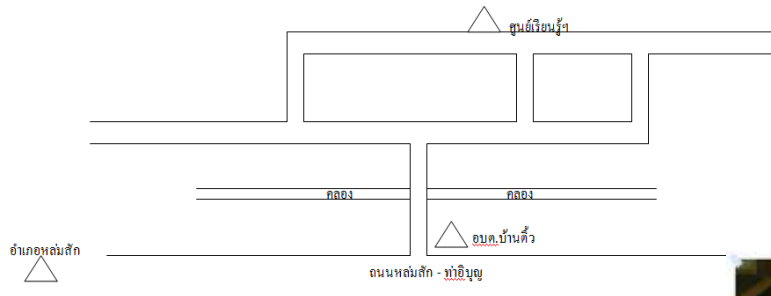 ศูนย์เรียนรู้ฯ
คลอง
คลอง
อบต.บ้านติ้ว
อำเภอหล่มสัก
ถนนหล่มสัก - ท่าอิบุญ